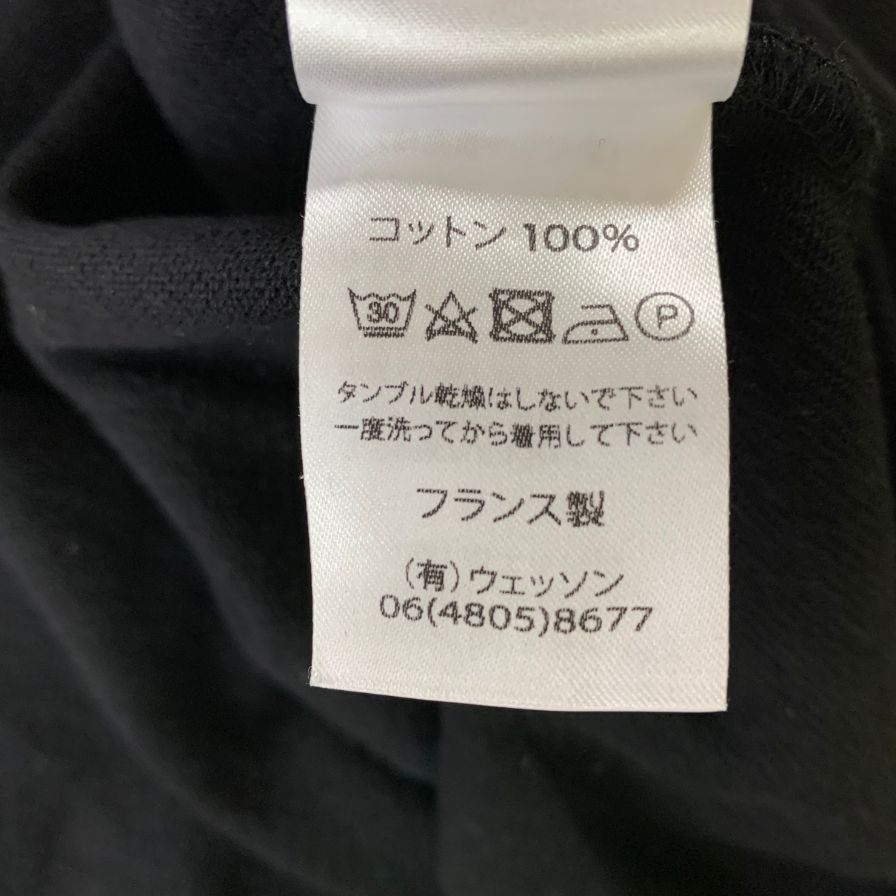 コットン 100%
30 P
タンブル乾燥はしないで下さい
一度洗ってから着用して下さい
フランス製
(有)ウェッソン
06(4805)8677